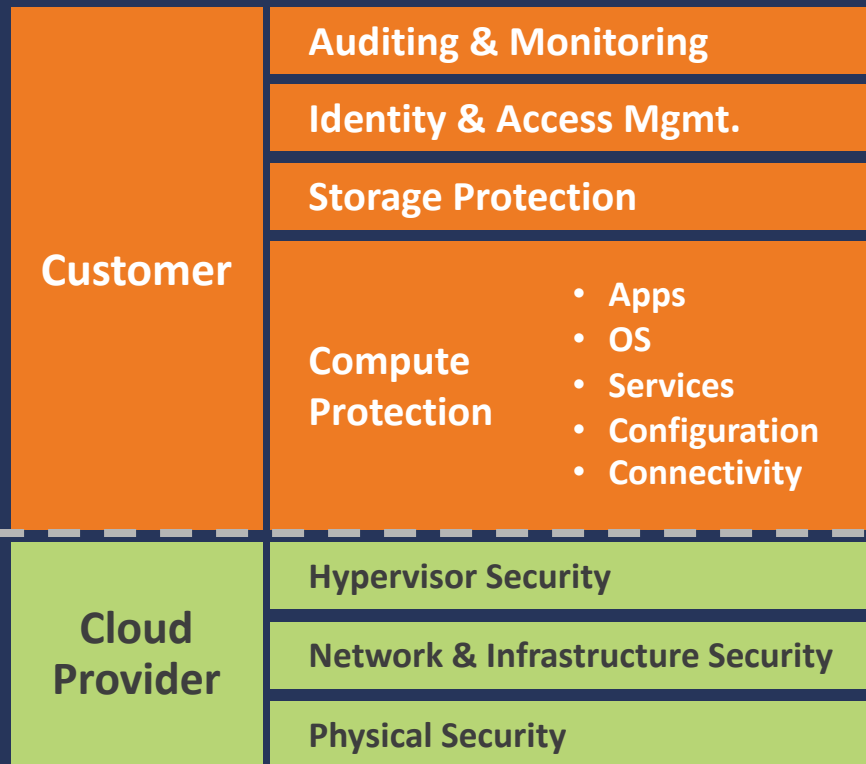 Customer
Auditing & Monitoring
Identity & Access Mgmt.
Storage Protection
Compute
Protection
• Apps
• OS
• Services
• Configuration
• Connectivity
Cloud
Provider
Hypervisor Security
Network & Infrastructure Security
Physical Security